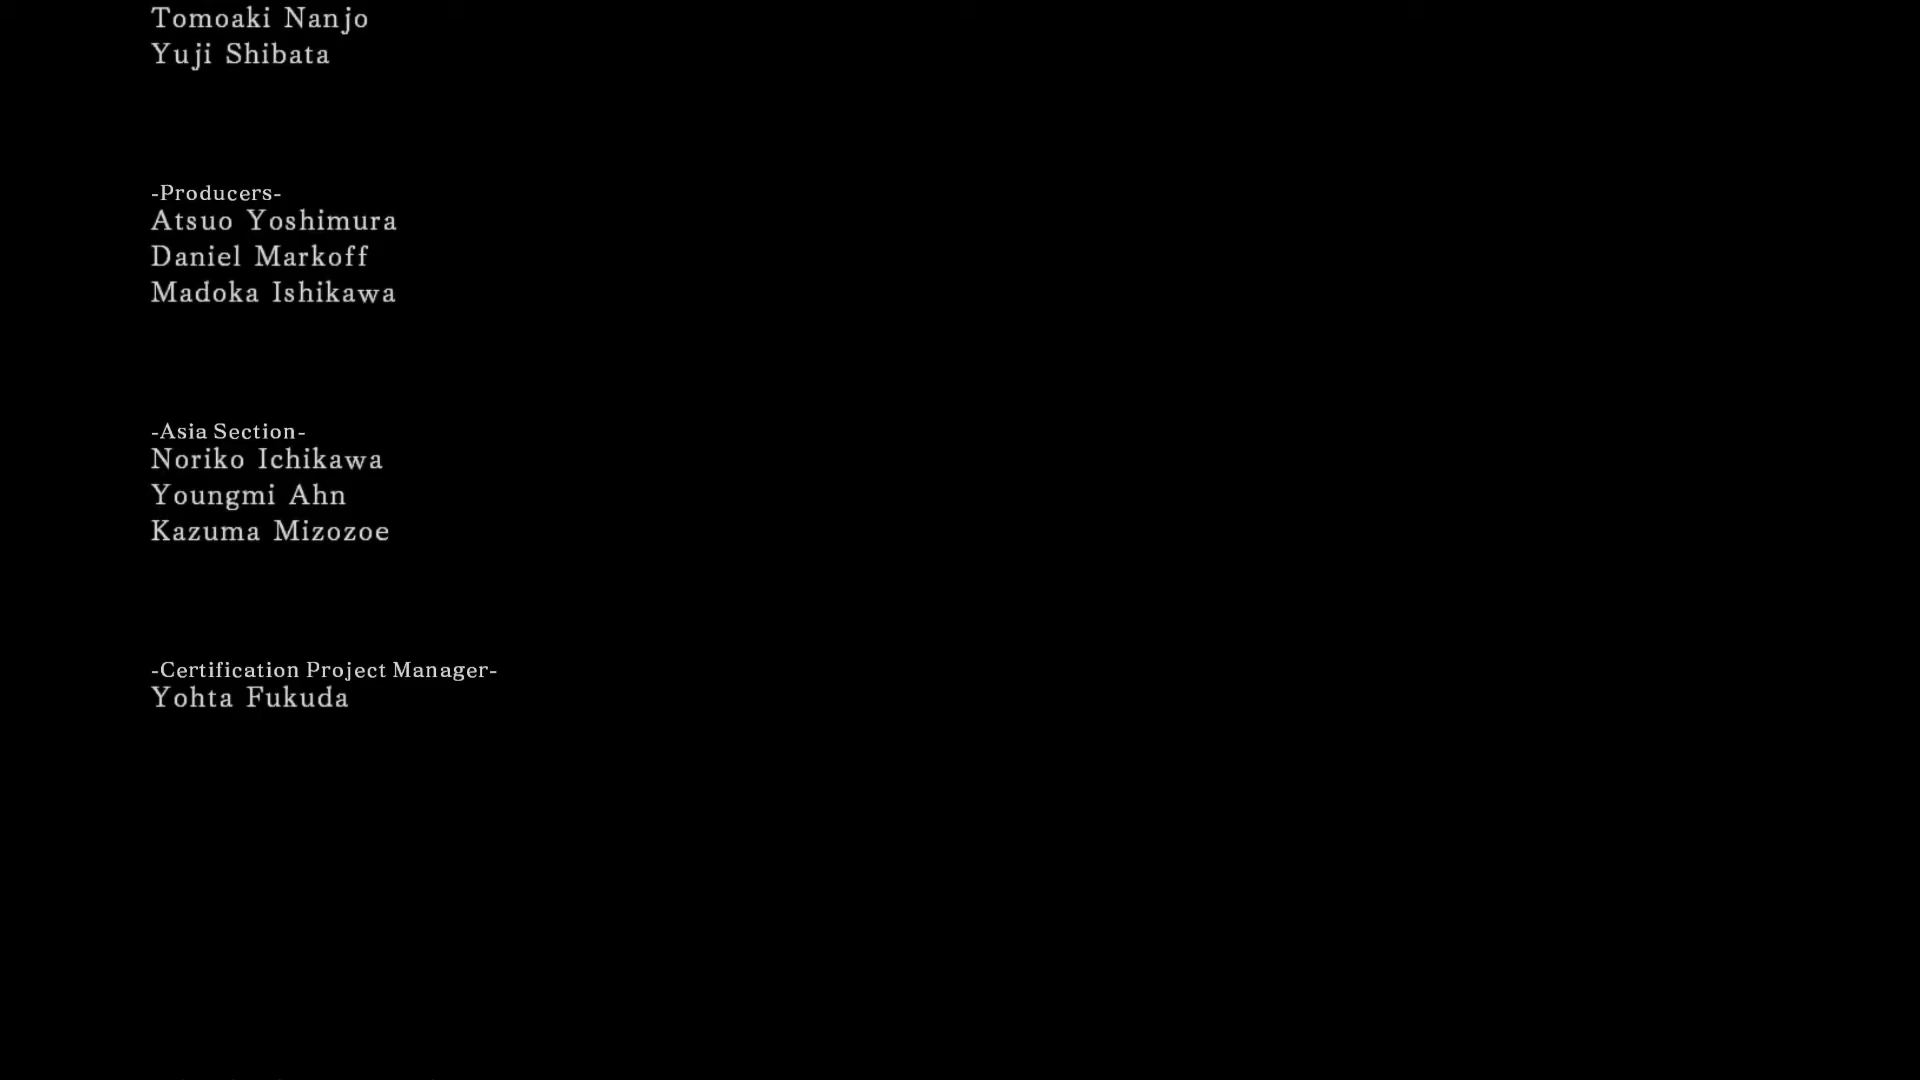 Tomoaki Nanjo
Yuji Shibata
-Producers-
Atsuo Yoshimura
Daniel Markoff
Madoka Ishikawa
-Asia Section-
Noriko Ichikawa
Youngmi Ahn
Kazuma Mizozoe
-Certification Project Manager-
Yohta Fukuda